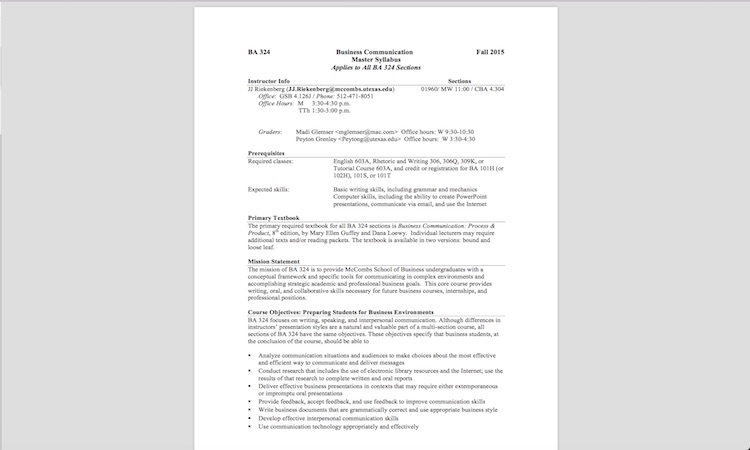 BA 324 Business Communication Fall 2015
Master Syllabus
Applies to All BA 324 Sections
Instructor Info Sections
JJ Riekenberg (JJ.Riekenberg@mccombs.utexas.edu) 01960/ MW 11:00 / CBA 4.304
Office: GSB 4.126J / Phone: 512-471-8051
Office Hours: M 3:30-4:30 p.m.
TTh 1:30-3:00 p.m.
Graders: Madi Glemser <mglemser@mac.com> Office hours: W 9:30-10:30
Peyton Grenley <Peytong@utexas.edu> Office hours: W 3:30-4:30
Prerequisites
Required classes: English 603A, Rhetoric and Writing 306, 306Q, 309K, or
Tutorial Course 603A, and credit or registration for BA 101H (or
102H), 101S, or 101T
Expected skills: Basic writing skills, including grammar and mechanics
Computer skills, including the ability to create PowerPoint
presentations, communicate via email, and use the Internet
Primary Textbook
The primary required textbook for all BA 324 sections is Business Communication: Process &
Product, 8th edition, by Mary Ellen Guffey and Dana Loewy. Individual lecturers may require
additional texts and/or reading packets. The textbook is available in two versions: bound and
loose leaf.
Mission Statement
The mission of BA 324 is to provide McCombs School of Business undergraduates with a
conceptual framework and specific tools for communicating in complex environments and
accomplishing strategic academic and professional business goals. This core course provides
writing, oral, and collaborative skills necessary for future business courses, internships, and
professional positions.
Course Objectives: Preparing Students for Business Environments
BA 324 focuses on writing, speaking, and interpersonal communication. Although differences in
instructors' presentation styles are a natural and valuable part of a multi-section course, all
sections of BA 324 have the same objectives. These objectives specify that business students, at
the conclusion of the course, should be able to
• Analyze communication situations and audiences to make choices about the most effective
and efficient way to communicate and deliver messages
• Conduct research that includes the use of electronic library resources and the Internet; use the
results of that research to complete written and oral reports
• Deliver effective business presentations in contexts that may require either extemporaneous
or impromptu oral presentations
• Provide feedback, accept feedback, and use feedback to improve communication skills
• Write business documents that are grammatically correct and use appropriate business style
• Develop effective interpersonal communication skills
• Use communication technology appropriately and effectively